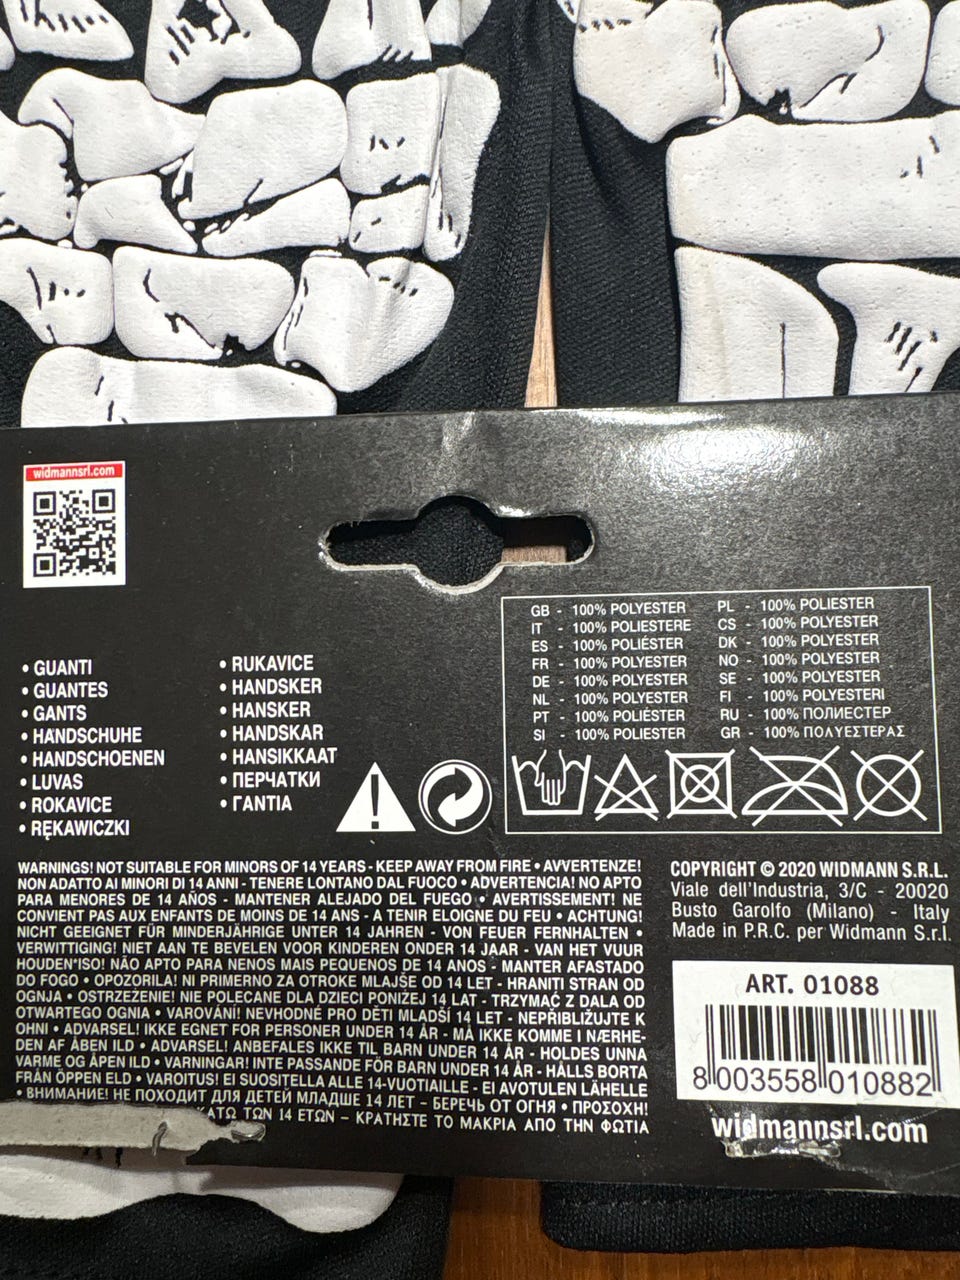 widmannsrl.com
• GUANTI
• GUANTES
• GANTS
• HANDSCHUHE
• HANDSCHOENEN
• LUVAS
• ROKAVICE
• RĘKAWICZKI
• RUKAVICE
• HANDSKER
• HANSKER
• HANDSKAR
• HANSIKKAAT
• ПЕРЧАТКИ
• ΓΑΝΤΙΑ
GB - 100% POLYESTER
IT - 100% POLIESTERE
ES - 100% POLIÉSTER
FR - 100% POLYESTER
DE - 100% POLYESTER
NL - 100% POLYESTER
PT - 100% POLIÉSTER
SI - 100% POLIESTER
PL - 100% POLIESTER
CS - 100% POLYESTER
DK - 100% POLYESTER
NO - 100% POLYESTER
SE - 100% POLYESTER
FI - 100% POLYESTERI
RU - 100% ПОЛИЕСТЕР
GR - 100% ΠΟΛΥΕΣΤΕΡΑΣ
WARNINGS! NOT SUITABLE FOR MINORS OF 14 YEARS - KEEP AWAY FROM FIRE • AVVERTENZE!
NON ADATTO AI MINORI DI 14 ANNI - TENERE LONTANO DAL FUOCO • ADVERTENCIA! NO APTO
PARA MENORES DE 14 AÑOS - MANTENER ALEJADO DEL FUEGO • AVERTISSEMENT! NE
CONVIENT PAS AUX ENFANTS DE MOINS DE 14 ANS - A TENIR ELOIGNE DU FEU • ACHTUNG!
NICHT GEEIGNET FÜR MINDERJÄHRIGE UNTER 14 JAHREN - VON FEUER FERNHALTEN •
VERWITTIGING! NIET AAN TE BEVELEN VOOR KINDEREN ONDER 14 JAAR - VAN HET VUUR
HOUDEN*ISO! NÃO APTO PARA NENOS MAIS PEQUENOS DE 14 ANOS - MANTER AFASTADO
DO FOGO • OPOZORILA! NI PRIMERNO ZA OTROKE MLAJŠE OD 14 LET - HRANITI STRAN OD
OGNJA • OSTRZEŻENIE! NIE POLECANE DLA DZIECI PONIŻEJ 14 LAT - TRZYMAĆ Z DALA OD
OTWARTEGO OGNIA • VAROVÁNÍ! NEVHODNÉ PRO DĚTI MLADŠÍ 14 LET - NEPŘIBLIŽUJTE K
OHNI • ADVARSEL! IKKE EGNET FOR PERSONER UNDER 14 ÅR - MÅ IKKE KOMME I NÆRHE-
DEN AF ÅBEN ILD • ADVARSEL! ANBEFALES IKKE TIL BARN UNDER 14 ÅR - HOLDES UNNA
VARME OG ÅPEN ILD • VARNINGAR! INTE PASSANDE FÖR BARN UNDER 14 ÅR - HÅLLS BORTA
FRÅN ÖPPEN ELD • VAROITUS! EI SUOSITELLA ALLE 14-VUOTIAILLE - EI AVOTULEN LÄHELLE
• ВНИМАНИЕ! НЕ ПОХОДИТ ДЛЯ ДЕТЕЙ МЛАДШЕ 14 ЛЕТ - БЕРЕЧЬ ОТ ОГНЯ • ΠΡΟΣΟΧΗ!
ΚΑΤΩ ΤΩΝ 14 ΕΤΩΝ - ΚΡΑΤΗΣΤΕ ΤΟ ΜΑΚΡΙΑ ΑΠΟ ΤΗΝ ΦΩΤΙΑ
COPYRIGHT © 2020 WIDMANN S.R.L.
Viale dell'Industria, 3/C - 20020
Busto Garolfo (Milano) - Italy
Made in P.R.C. per Widmann S.r.l.
ART. 01088
8 003558 010882
widmannsrl.com